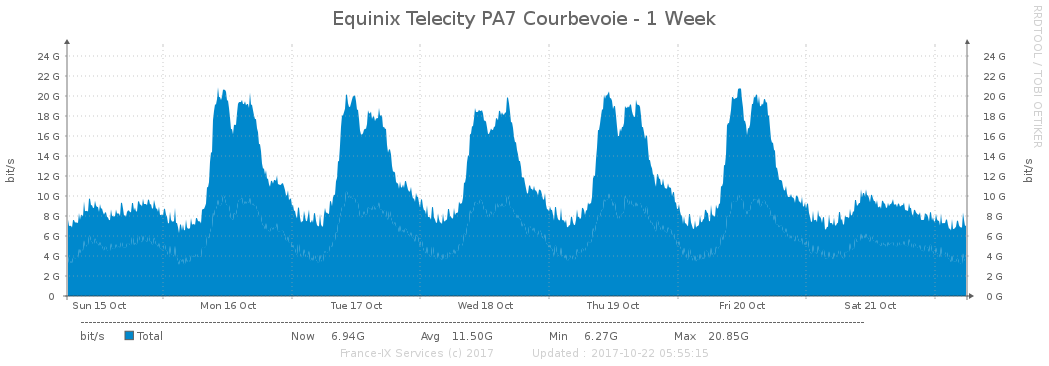 Equinix Telecity PA7 Courbevoie - 1 Week
RRDTOOL / TOBI OETIKER
bit/s
24 G 24 G
22 G 22 G
20 G 20 G
18 G 18 G
16 G 16 G
14 G 14 G
12 G 12 G
10 G 10 G
8 G 8 G
6 G 6 G
4 G 4 G
2 G 2 G
0 0 G
bit/s
Sun 15 Oct Mon 16 Oct Tue 17 Oct Wed 18 Oct Thu 19 Oct Fri 20 Oct Sat 21 Oct
bit/s Total Now 6.94G Avg 11.50G Min 6.27G Max 20.85G
France-IX Services (c) 2017 Updated : 2017-10-22 05:55:15